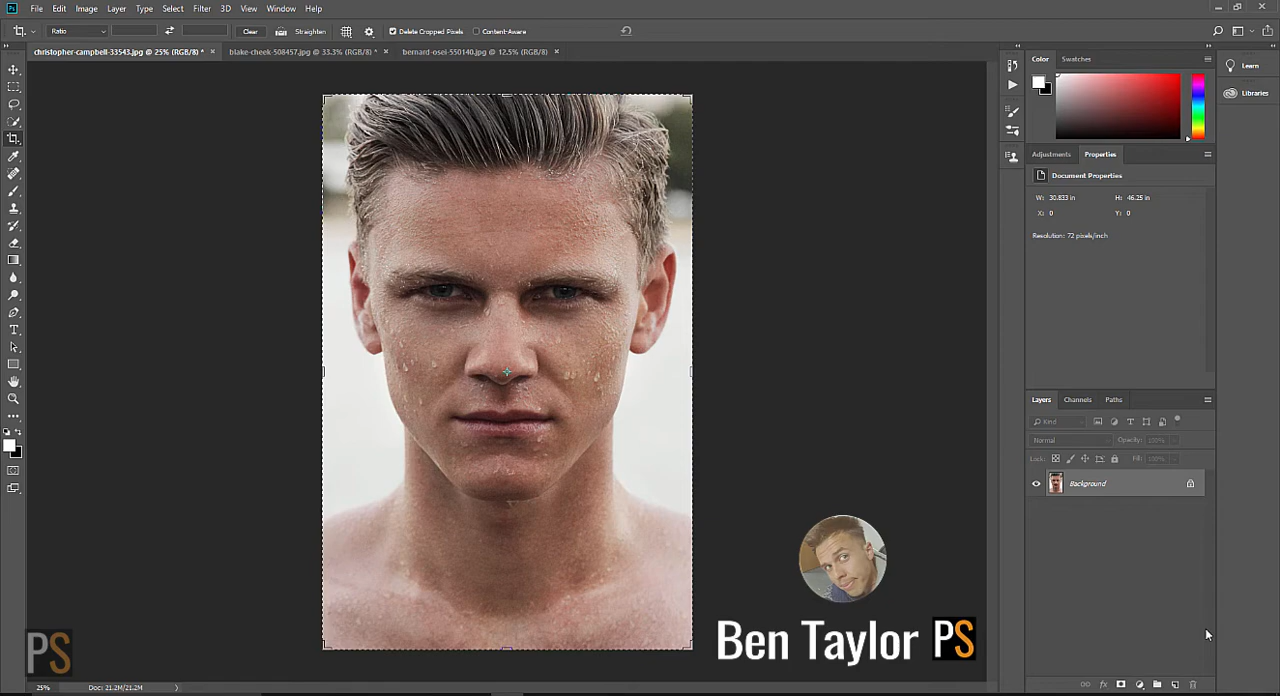 Ps File Edit Image Layer Type Select Filter 3D View Window Help
Ratio Clear Straighten Delete Cropped Pixels Content-Aware
christopher-campbell-33543.jpg @ 25% (RGB/8) * × blake-cheek-508457.jpg @ 33.3% (RGB/8) * × bernard-osei-550140.jpg @ 12.5% (RGB/8) ×
Color Swatches
Learn
Libraries
Adjustments Properties
Document Properties
W: 30.833 in H: 46.25 in
X: 0 Y: 0
Resolution: 72 pixels/inch
Layers Channels Paths
Kind
Normal Opacity: 100%
Lock: Fill: 100%
Background
Ben Taylor PS
PS
25% Doc: 21.2M/21.2M